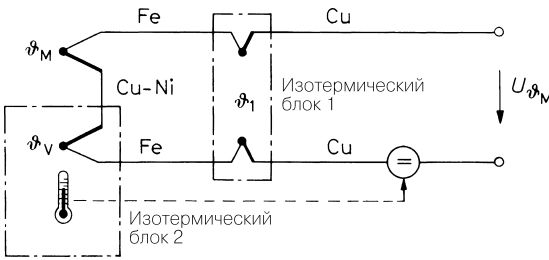 Fe
Cu
ϑM
Cu–Ni
ϑ1
Изотермический
блок 1
UϑM
ϑV
Fe
Cu
=
Изотермический
блок 2